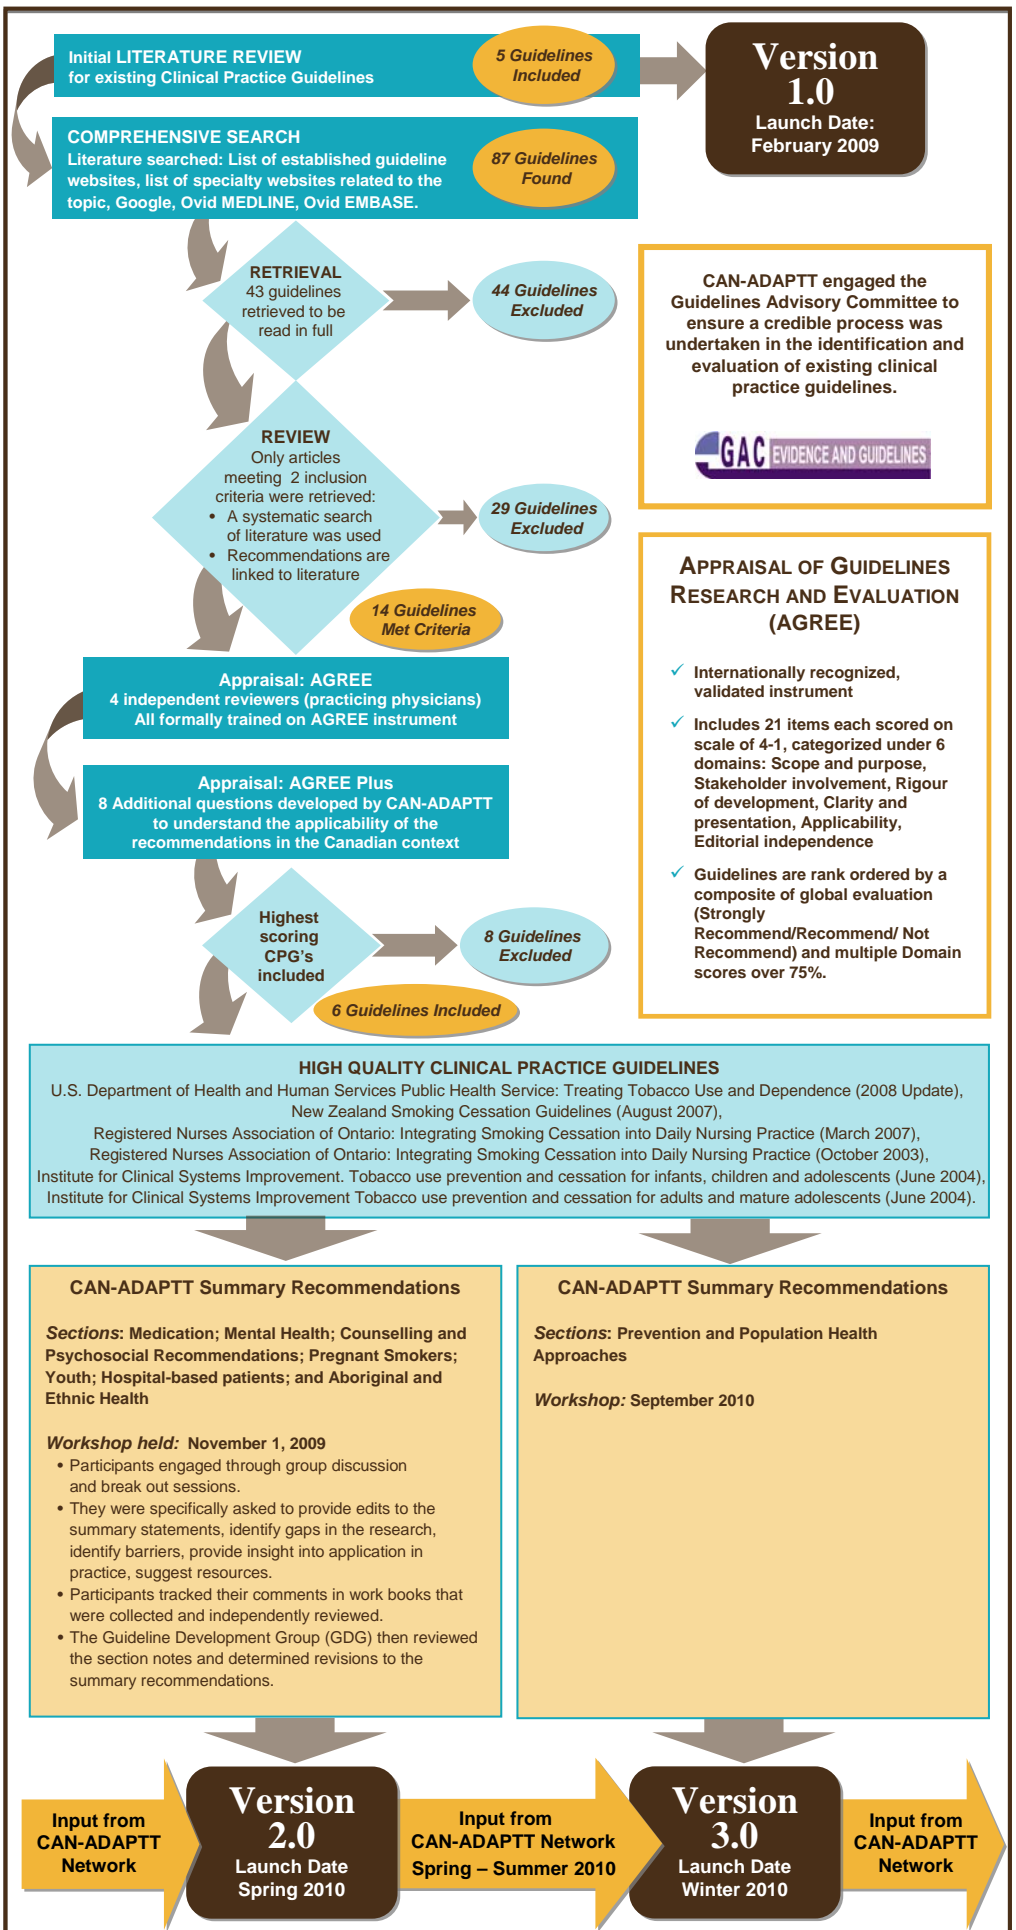 Initial LITERATURE REVIEW
for existing Clinical Practice Guidelines
5 Guidelines
Included
Version
1.0
Launch Date:
February 2009
COMPREHENSIVE SEARCH
Literature searched: List of established guideline
websites, list of specialty websites related to the
topic, Google, Ovid MEDLINE, Ovid EMBASE.
87 Guidelines
Found
RETRIEVAL
43 guidelines
retrieved to be
read in full
44 Guidelines
Excluded
CAN-ADAPTT engaged the
Guidelines Advisory Committee to
ensure a credible process was
undertaken in the identification and
evaluation of existing clinical
practice guidelines.
GAC EVIDENCE AND GUIDELINES
REVIEW
Only articles
meeting 2 inclusion
criteria were retrieved:
• A systematic search
of literature was used
• Recommendations are
linked to literature
29 Guidelines
Excluded
14 Guidelines
Met Criteria
APPRAISAL OF GUIDELINES
RESEARCH AND EVALUATION
(AGREE)
✓ Internationally recognized,
validated instrument
✓ Includes 21 items each scored on
scale of 4-1, categorized under 6
domains: Scope and purpose,
Stakeholder involvement, Rigour
of development, Clarity and
presentation, Applicability,
Editorial independence
✓ Guidelines are rank ordered by a
composite of global evaluation
(Strongly
Recommend/Recommend/ Not
Recommend) and multiple Domain
scores over 75%.
Appraisal: AGREE
4 independent reviewers (practicing physicians)
All formally trained on AGREE instrument
Appraisal: AGREE Plus
8 Additional questions developed by CAN-ADAPTT
to understand the applicability of the
recommendations in the Canadian context
Highest
scoring
CPG's
included
8 Guidelines
Excluded
6 Guidelines Included
HIGH QUALITY CLINICAL PRACTICE GUIDELINES
U.S. Department of Health and Human Services Public Health Service: Treating Tobacco Use and Dependence (2008 Update),
New Zealand Smoking Cessation Guidelines (August 2007),
Registered Nurses Association of Ontario: Integrating Smoking Cessation into Daily Nursing Practice (March 2007),
Registered Nurses Association of Ontario: Integrating Smoking Cessation into Daily Nursing Practice (October 2003),
Institute for Clinical Systems Improvement. Tobacco use prevention and cessation for infants, children and adolescents (June 2004),
Institute for Clinical Systems Improvement Tobacco use prevention and cessation for adults and mature adolescents (June 2004).
CAN-ADAPTT Summary Recommendations
Sections: Medication; Mental Health; Counselling and
Psychosocial Recommendations; Pregnant Smokers;
Youth; Hospital-based patients; and Aboriginal and
Ethnic Health
Workshop held: November 1, 2009
• Participants engaged through group discussion
and break out sessions.
• They were specifically asked to provide edits to the
summary statements, identify gaps in the research,
identify barriers, provide insight into application in
practice, suggest resources.
• Participants tracked their comments in work books that
were collected and independently reviewed.
• The Guideline Development Group (GDG) then reviewed
the section notes and determined revisions to the
summary recommendations.
CAN-ADAPTT Summary Recommendations
Sections: Prevention and Population Health
Approaches
Workshop: September 2010
Input from
CAN-ADAPTT
Network
Version
2.0
Launch Date
Spring 2010
Input from
CAN-ADAPTT Network
Spring – Summer 2010
Version
3.0
Launch Date
Winter 2010
Input from
CAN-ADAPTT
Network